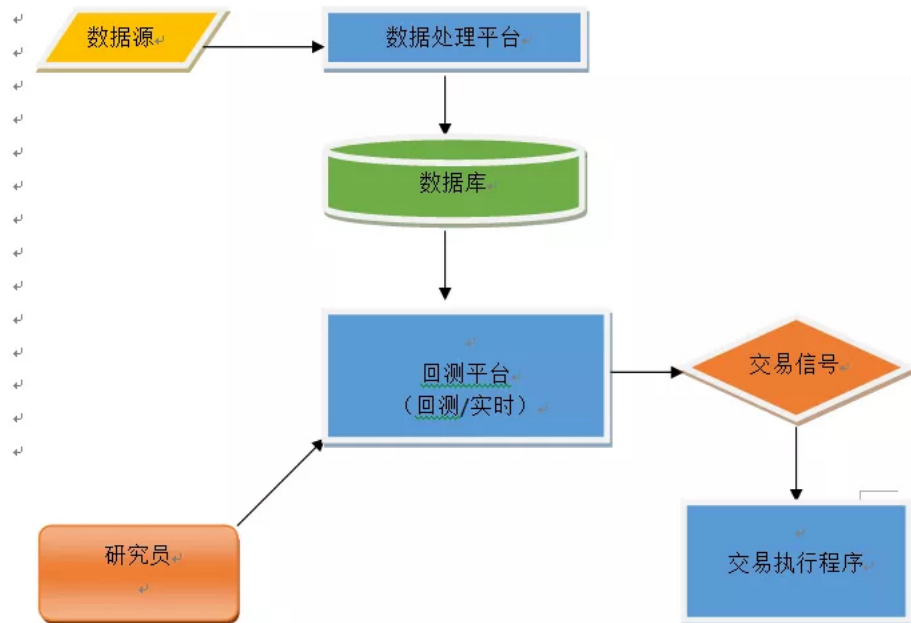 数据源
数据处理平台
数据库
回测平台
（回测/实时）
交易信号
研究员
交易执行程序